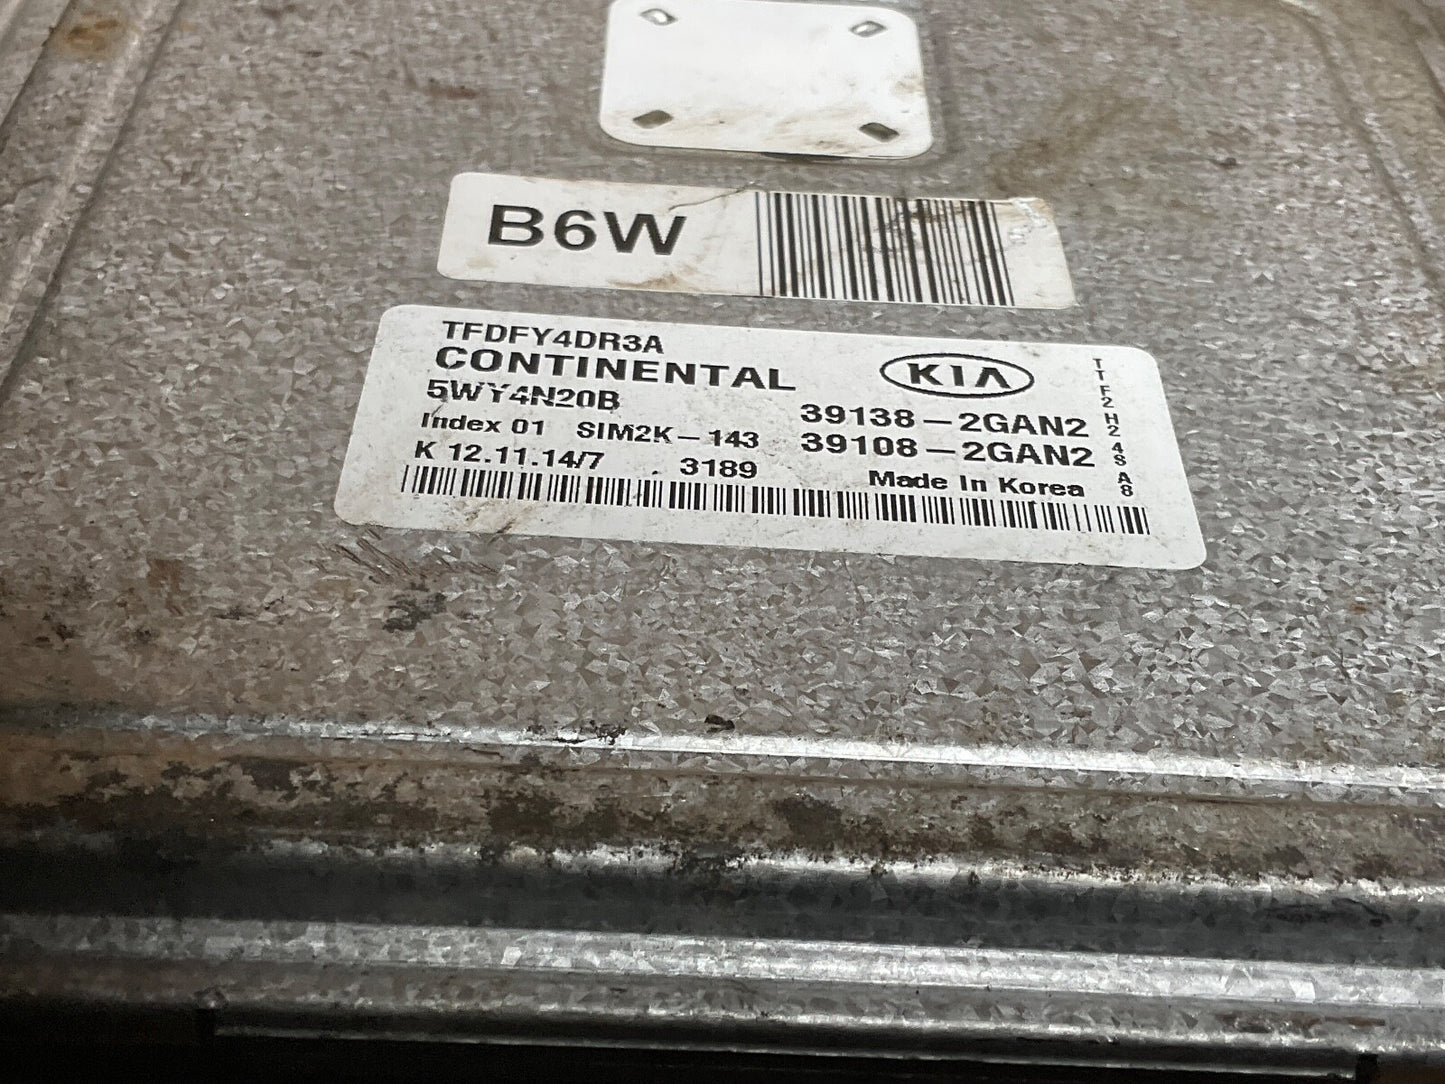 B6W
TFDFY4DR3A
CONTINENTAL
KIA
5WY4N20B
39138-2GAN2
Index 01 SIM2K-143
39108-2GAN2
K 12.11.14/7 3189
Made In Korea
TTF2H248A8